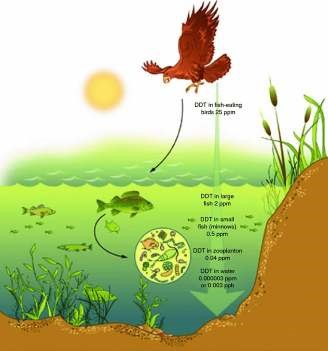 DDT in fish-eating
birds 25 ppm
DDT in large
fish 2 ppm
DDT in small
fish (minnows)
0.5 ppm
DDT in zooplankton
0.04 ppm
DDT in water
0.000003 ppm
or 0.003 ppb